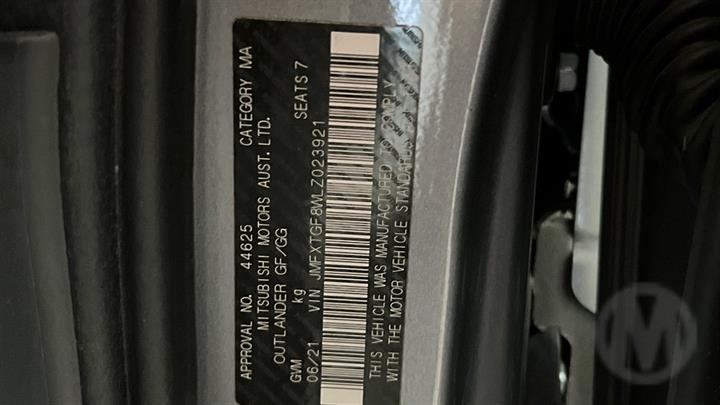 APPROVAL NO. 44625 CATEGORY MA
MITSUBISHI MOTORS AUST. LTD.
OUTLANDER GF/GG
GVM kg SEATS 7
06/21 VIN JMFXTGF8WLZ023921
THIS VEHICLE WAS MANUFACTURED TO COMPLY
WITH THE MOTOR VEHICLE STANDARDS
M